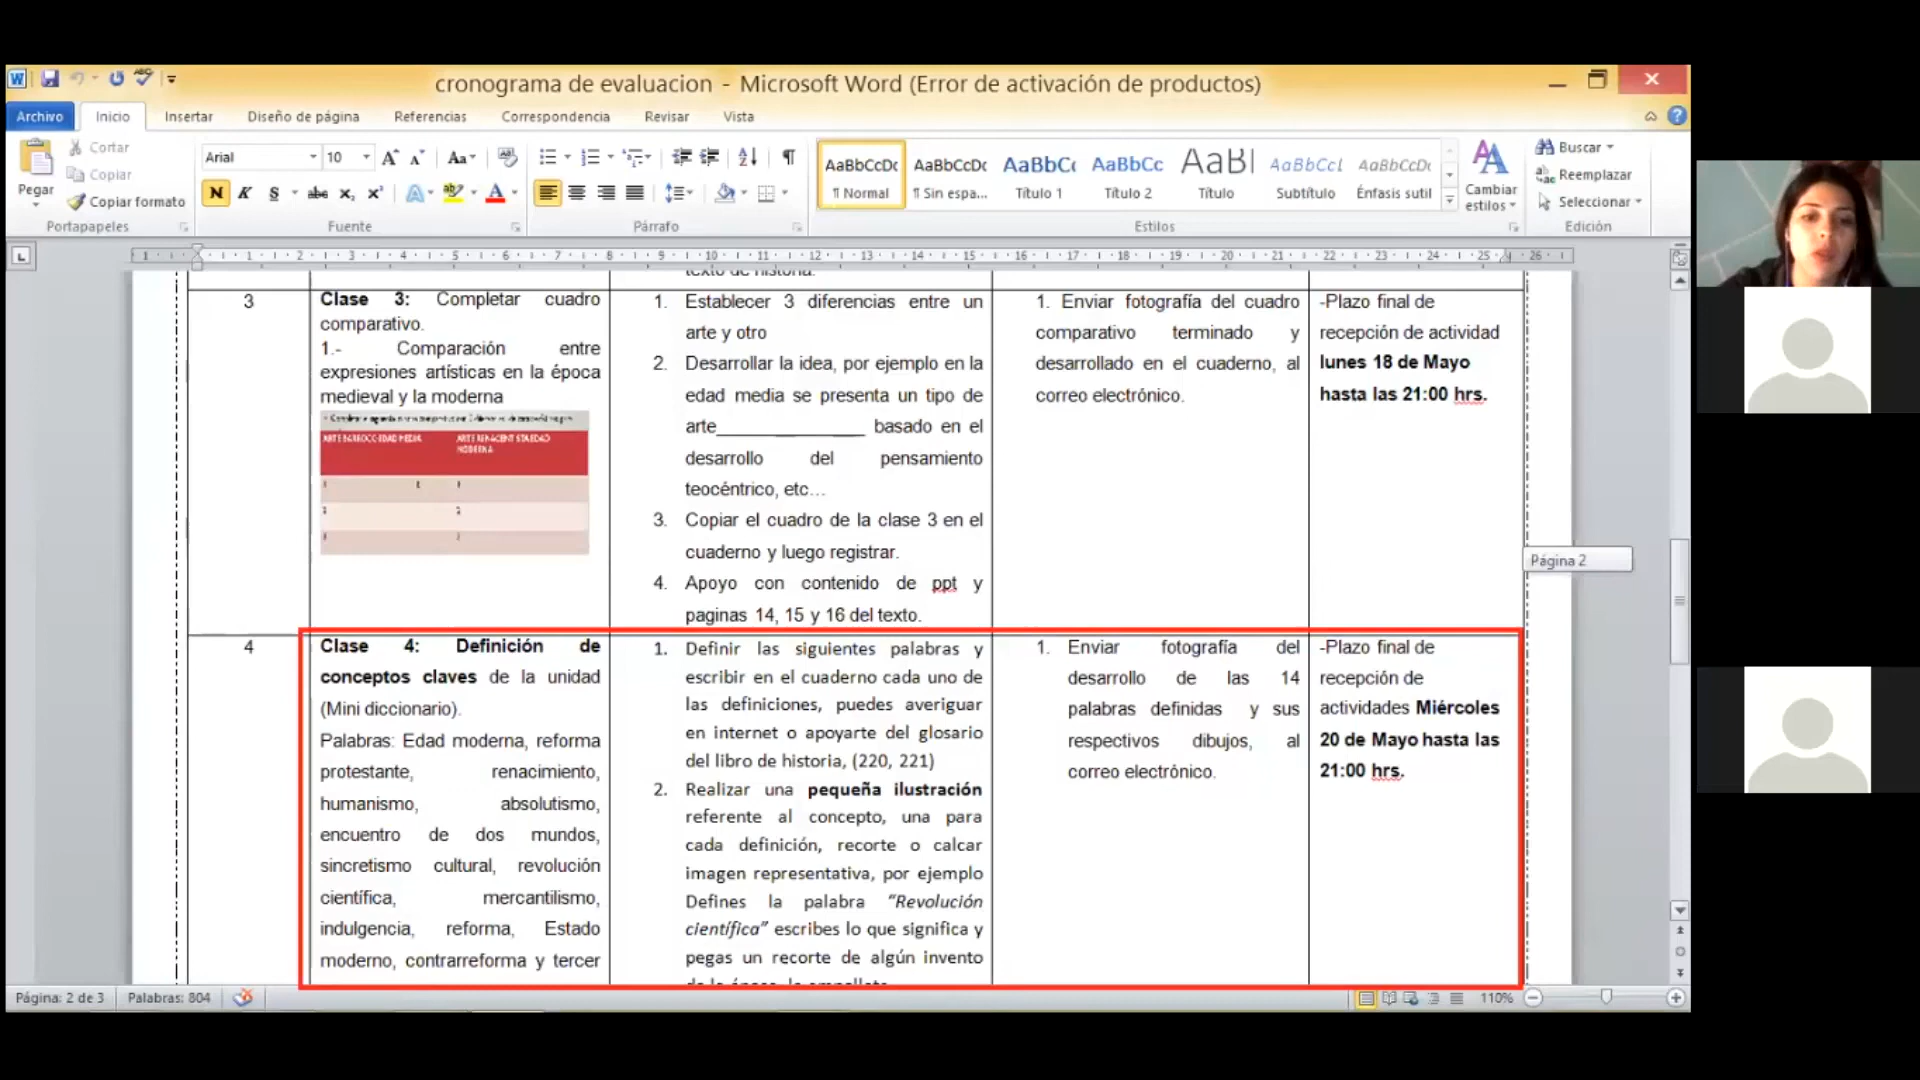 cronograma de evaluacion - Microsoft Word (Error de activación de productos)
Archivo Inicio Insertar Diseño de página Referencias Correspondencia Revisar Vista
Pegar
Cortar
Copiar
Copiar formato
Portapapeles
Arial 10
Fuente
Párrafo
AaBbCcDc AaBbCcDc AaBbC AaBbCc AaB AaBbCcL AaBbCcDc
¶ Normal ¶ Sin espa... Título 1 Título 2 Título Subtítulo Énfasis sutil
Estilos
Cambiar estilos
Buscar
Reemplazar
Seleccionar
Edición
texto de historia.
3
Clase 3: Completar cuadro
comparativo.
1.- Comparación entre
expresiones artísticas en la época
medieval y la moderna
ARTE BARROCO EDAD MEDIA
ARTE RENACENTISTA EDAD
MODERNA
1. Establecer 3 diferencias entre un
arte y otro
2. Desarrollar la idea, por ejemplo en la
edad media se presenta un tipo de
arte______________ basado en el
desarrollo del pensamiento
teocéntrico, etc...
3. Copiar el cuadro de la clase 3 en el
cuaderno y luego registrar.
4. Apoyo con contenido de ppt y
paginas 14, 15 y 16 del texto.
1. Enviar fotografía del cuadro
comparativo terminado y
desarrollado en el cuaderno, al
correo electrónico.
-Plazo final de
recepción de actividad
lunes 18 de Mayo
hasta las 21:00 hrs.
Página 2
4
Clase 4: Definición de
conceptos claves de la unidad
(Mini diccionario).
Palabras: Edad moderna, reforma
protestante, renacimiento,
humanismo, absolutismo,
encuentro de dos mundos,
sincretismo cultural, revolución
científica, mercantilismo,
indulgencia, reforma, Estado
moderno, contrarreforma y tercer
1. Definir las siguientes palabras y
escribir en el cuaderno cada uno de
las definiciones, puedes averiguar
en internet o apoyarte del glosario
del libro de historia, (220, 221)
2. Realizar una pequeña ilustración
referente al concepto, una para
cada definición, recorte o calcar
imagen representativa, por ejemplo
Defines la palabra “Revolución
científica” escribes lo que significa y
pegas un recorte de algún invento
1. Enviar fotografía del
desarrollo de las 14
palabras definidas y sus
respectivos dibujos, al
correo electrónico.
-Plazo final de
recepción de
actividades Miércoles
20 de Mayo hasta las
21:00 hrs.
Página: 2 de 3 Palabras: 804 110%